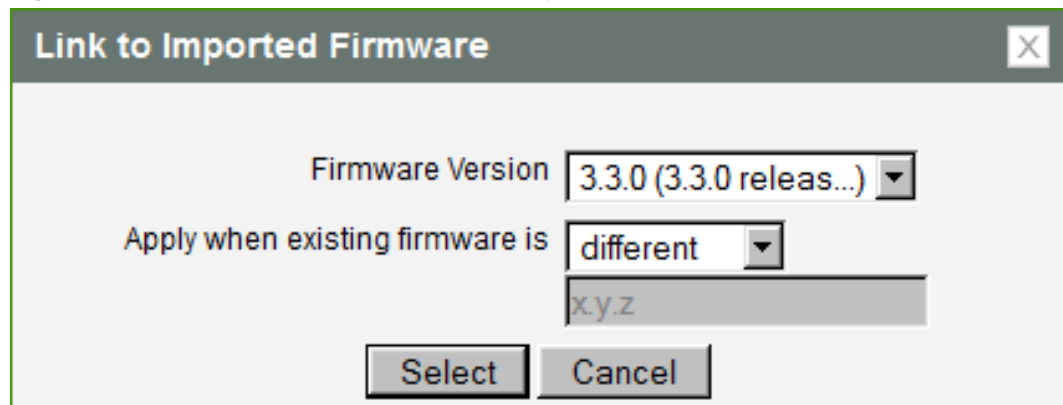 Link to Imported Firmware X
Firmware Version 3.3.0 (3.3.0 releas...)
Apply when existing firmware is different
x.y.z
Select Cancel